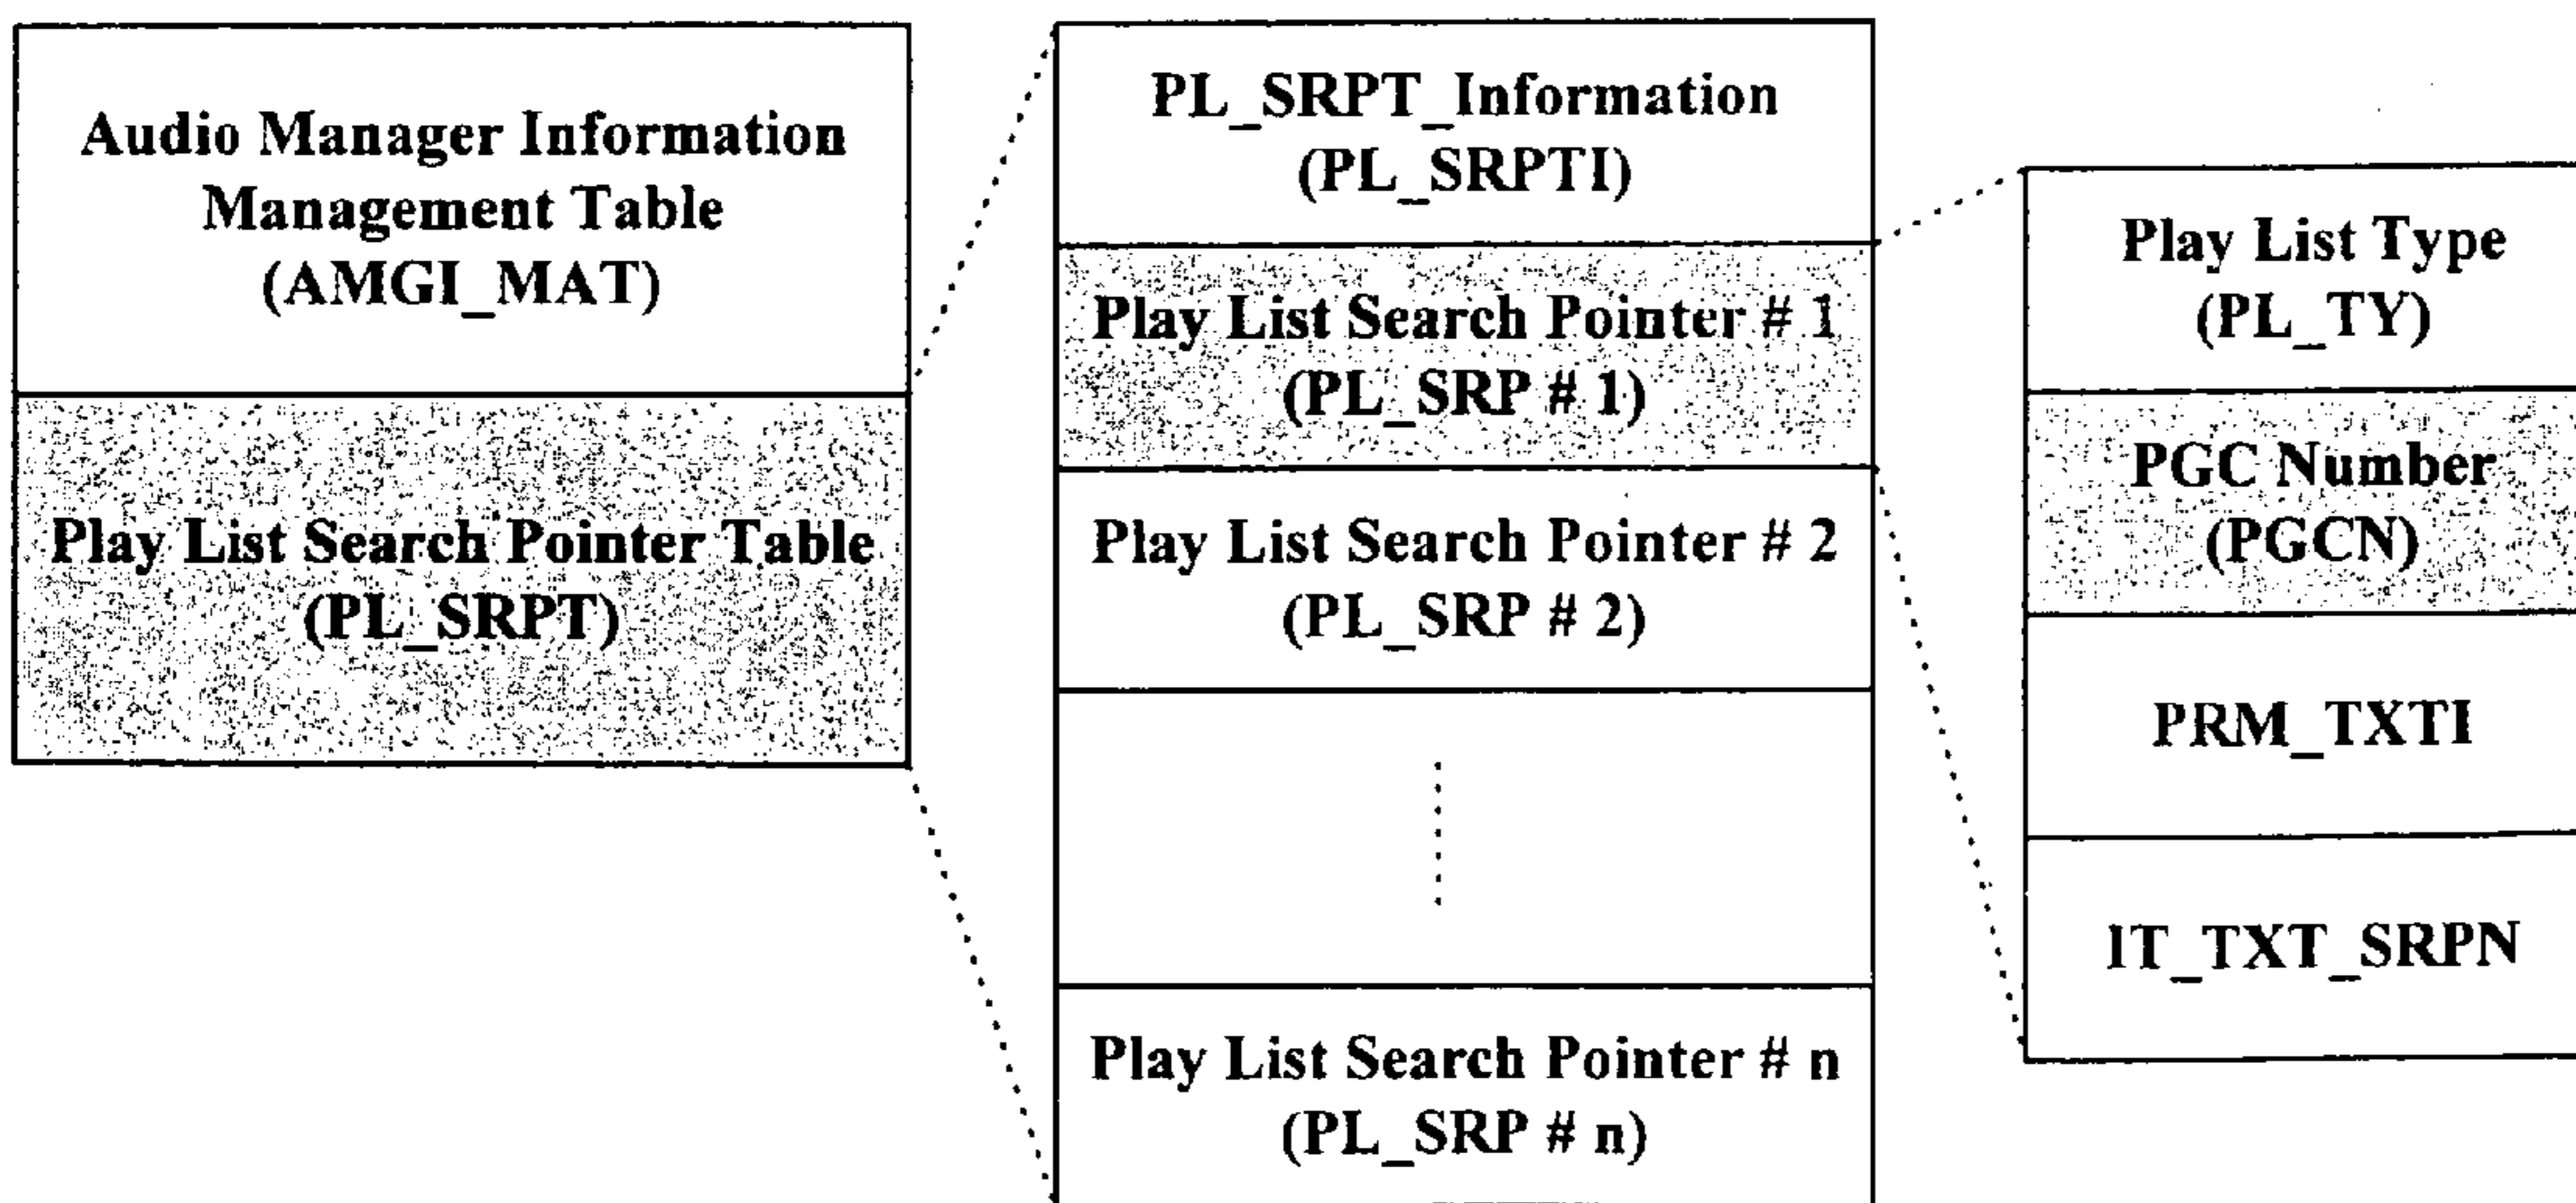 Audio Manager Information
Management Table
(AMGI_MAT)
Play List Search Pointer Table
(PL_SRPT)
PL_SRPT_Information
(PL_SRPTI)
Play List Search Pointer # 1
(PL_SRP # 1)
Play List Search Pointer # 2
(PL_SRP # 2)
Play List Search Pointer # n
(PL_SRP # n)
Play List Type
(PL_TY)
PGC Number
(PGCN)
PRM_TXTI
IT_TXT_SRPN